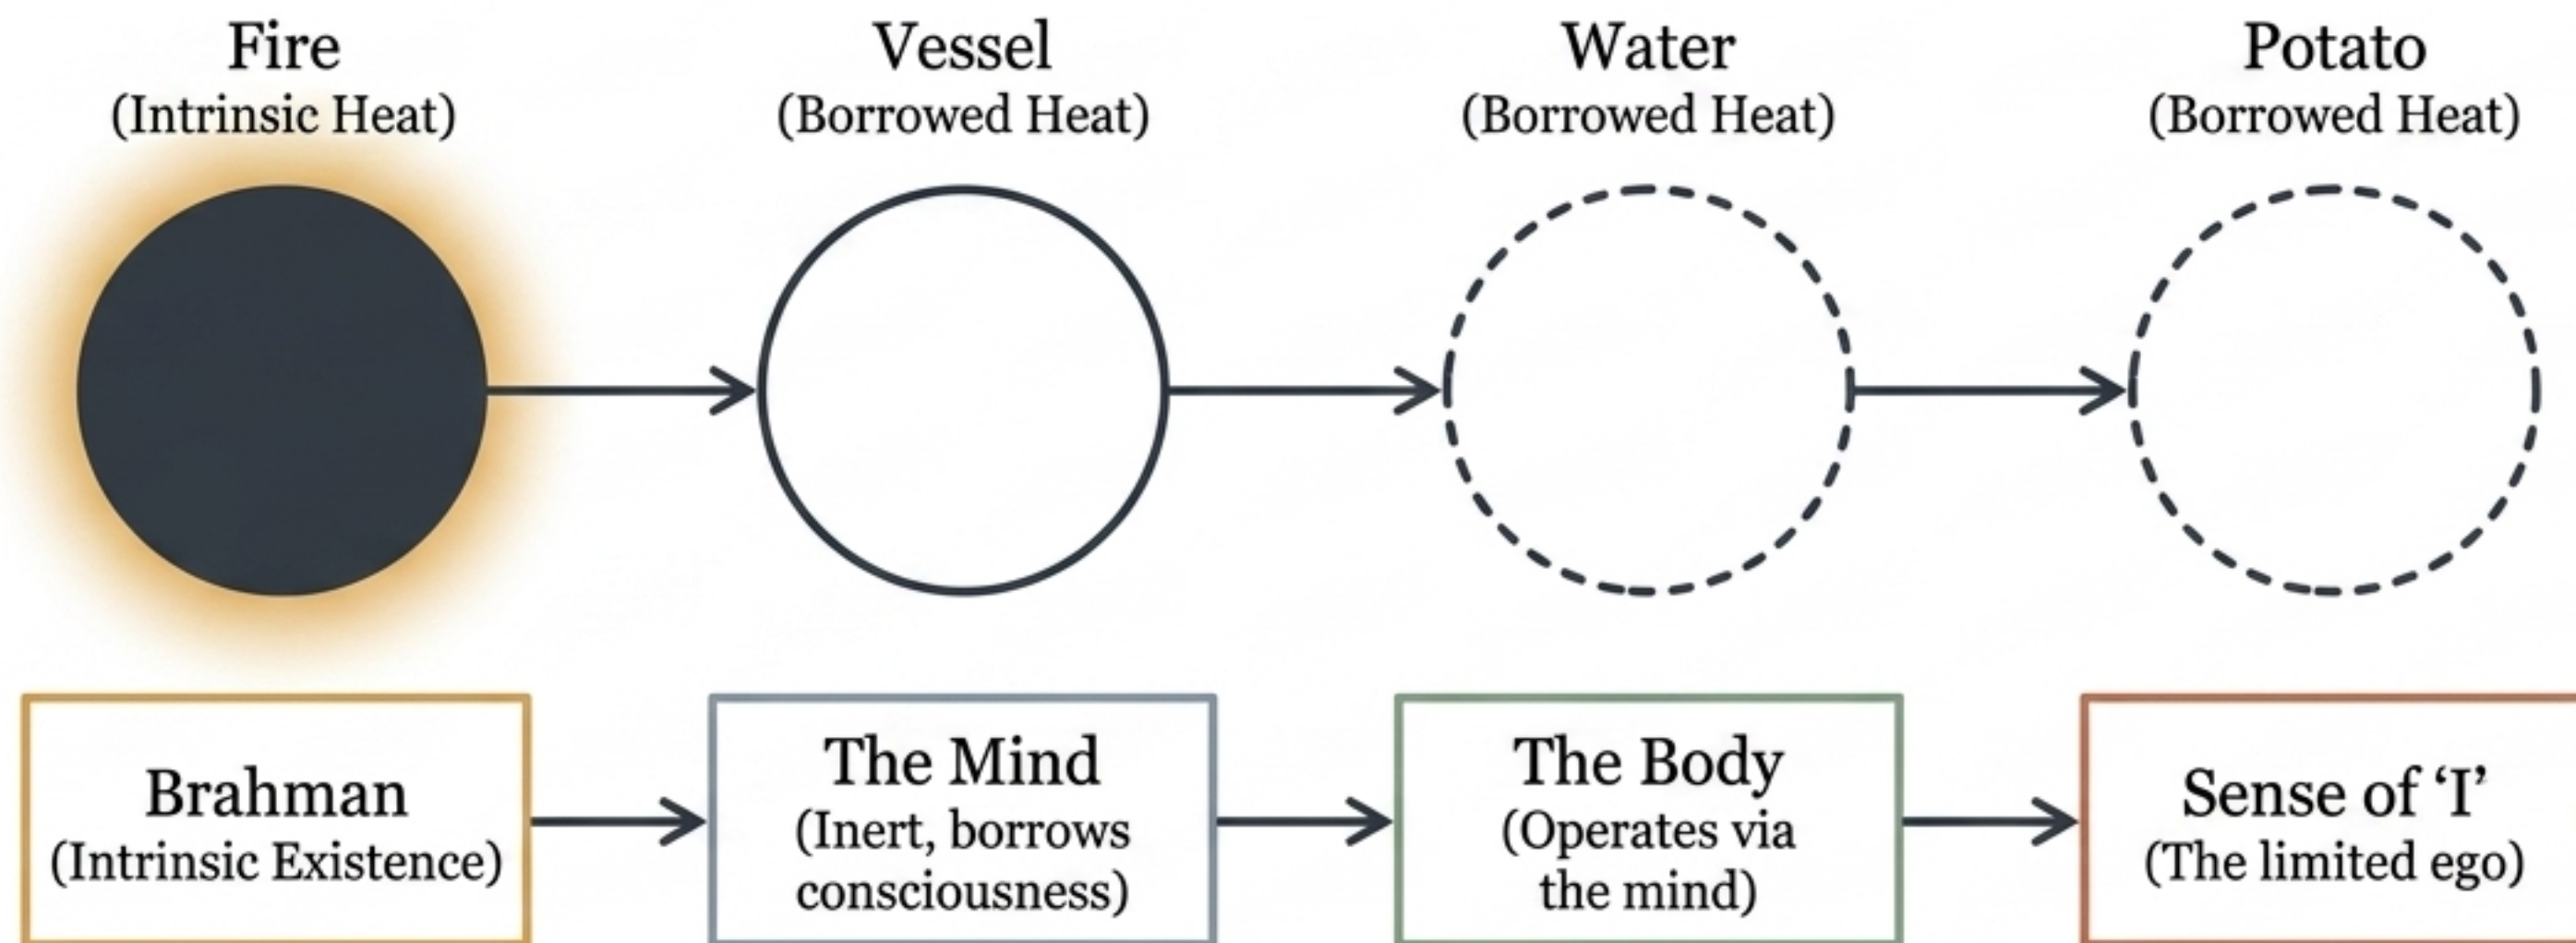 Fire
(Intrinsic Heat)
Vessel
(Borrowed Heat)
Water
(Borrowed Heat)
Potato
(Borrowed Heat)
Brahman
(Intrinsic Existence)
The Mind
(Inert, borrows
consciousness)
The Body
(Operates via
the mind)
Sense of ‘I’
(The limited ego)